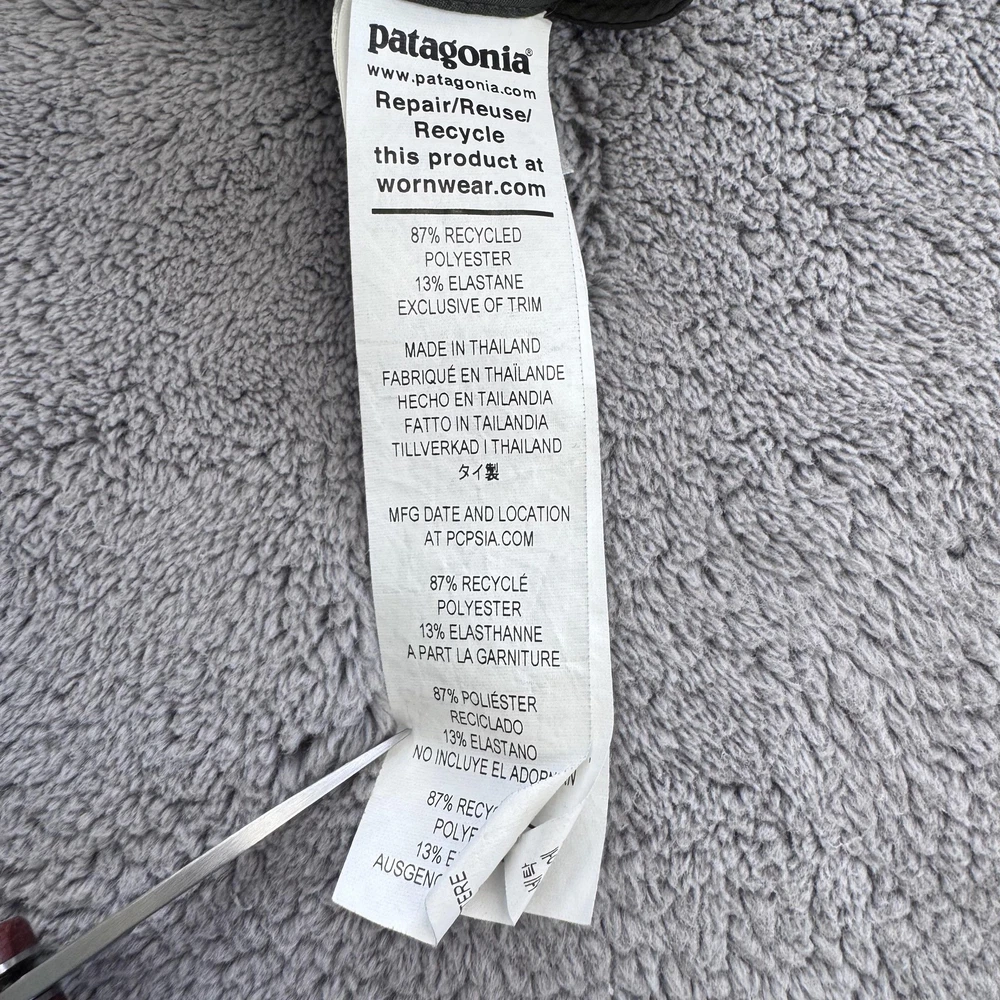 patagonia®
www.patagonia.com
Repair/Reuse/
Recycle
this product at
wornwear.com
87% RECYCLED
POLYESTER
13% ELASTANE
EXCLUSIVE OF TRIM
MADE IN THAILAND
FABRIQUÉ EN THAÏLANDE
HECHO EN TAILANDIA
FATTO IN TAILANDIA
TILLVERKAD I THAILAND
タイ製
MFG DATE AND LOCATION
AT PCPSIA.COM
87% RECYCLÉ
POLYESTER
13% ELASTHANNE
A PART LA GARNITURE
87% POLIÉSTER
RECICLADO
13% ELASTANO
NO INCLUYE EL
87%
13%